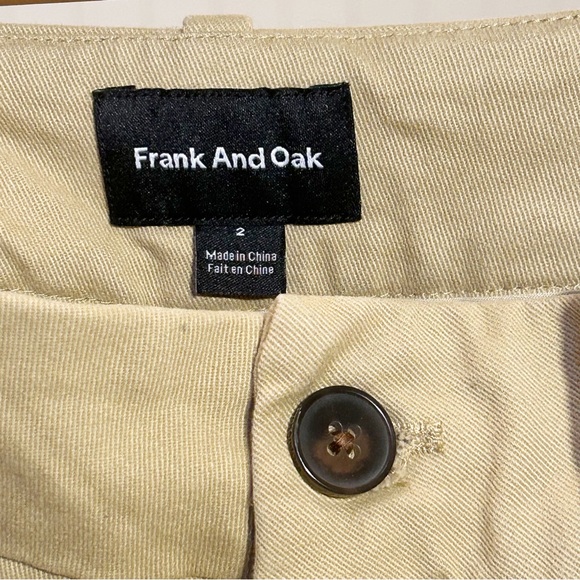 Frank And Oak
2
Made in China
Fait en Chine